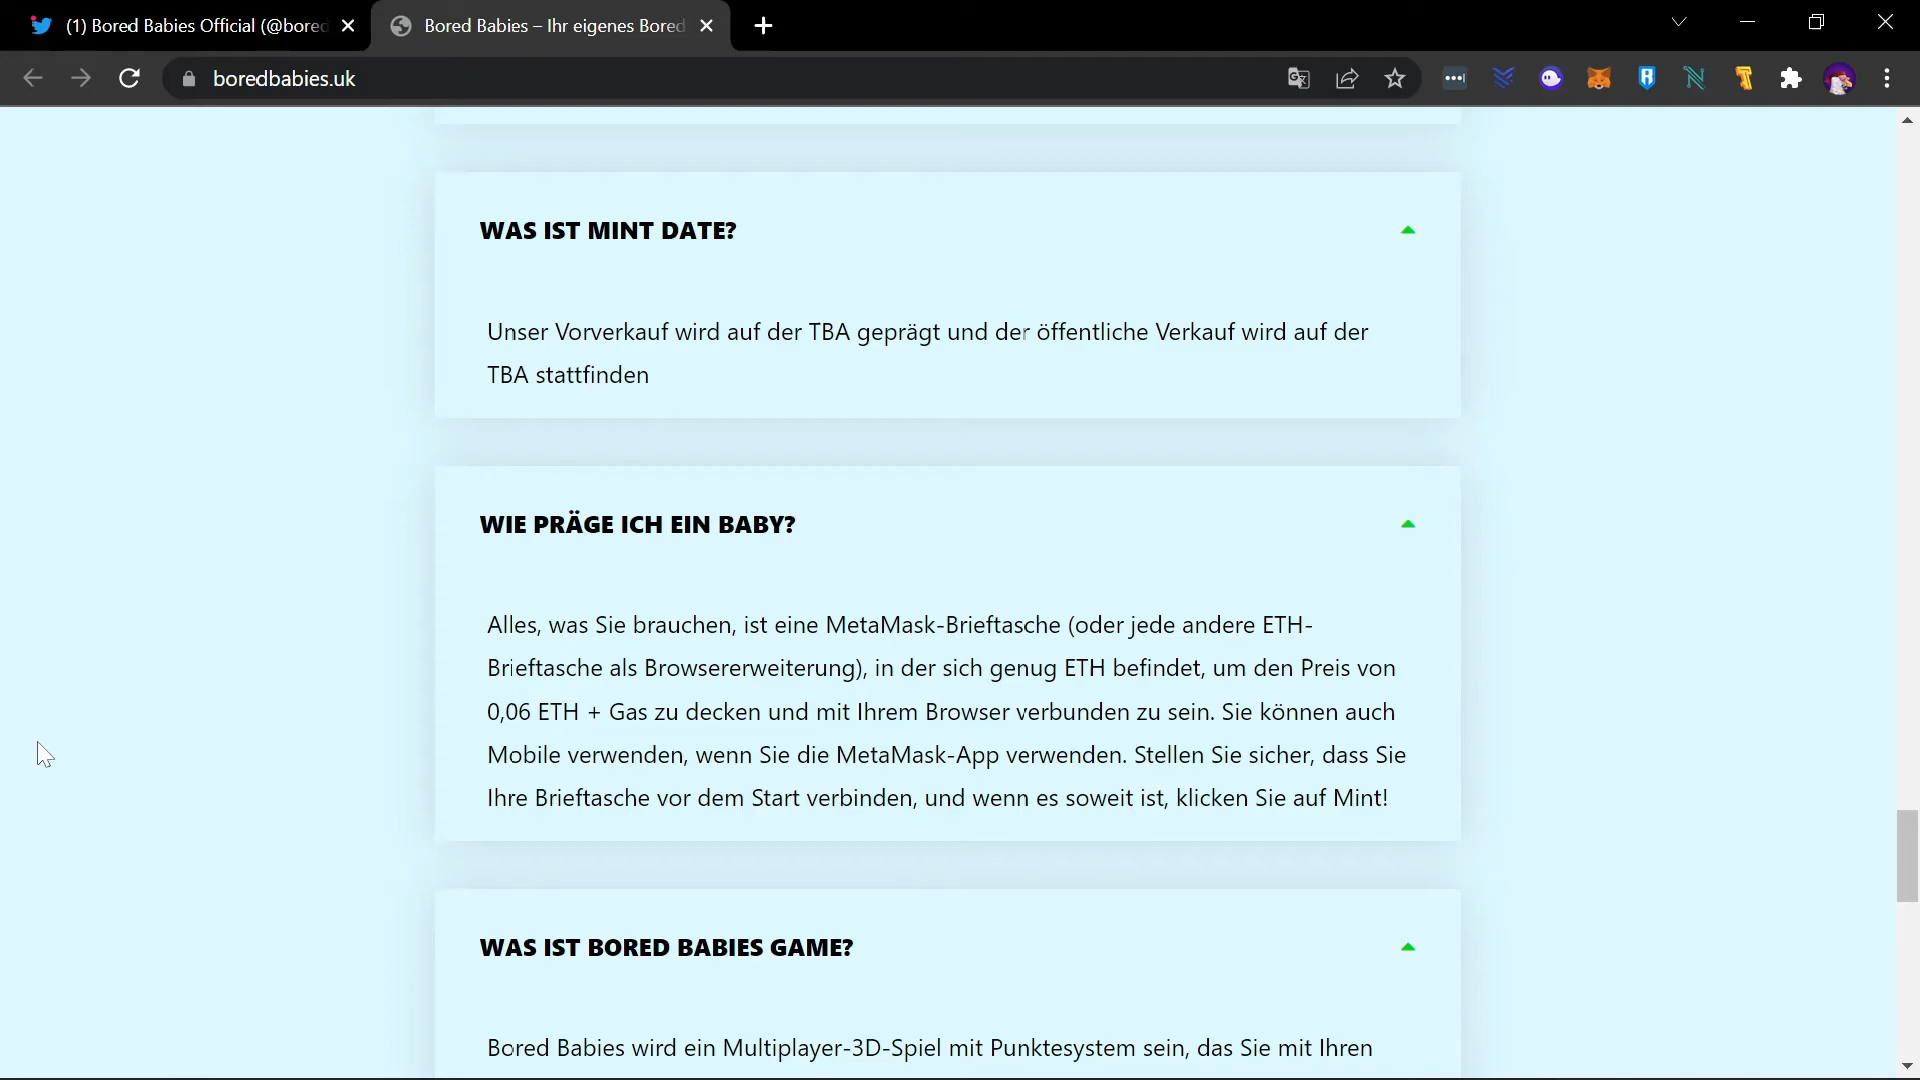 (1) Bored Babies Official (@bored
Bored Babies – Ihr eigenes Bored
boredbabies.uk
WAS IST MINT DATE?
Unser Vorverkauf wird auf der TBA geprägt und der öffentliche Verkauf wird auf der
TBA stattfinden
WIE PRÄGE ICH EIN BABY?
Alles, was Sie brauchen, ist eine MetaMask-Brieftasche (oder jede andere ETH-
Brieftasche als Browsererweiterung), in der sich genug ETH befindet, um den Preis von
0,06 ETH + Gas zu decken und mit Ihrem Browser verbunden zu sein. Sie können auch
Mobile verwenden, wenn Sie die MetaMask-App verwenden. Stellen Sie sicher, dass Sie
Ihre Brieftasche vor dem Start verbinden, und wenn es soweit ist, klicken Sie auf Mint!
WAS IST BORED BABIES GAME?
Bored Babies wird ein Multiplayer-3D-Spiel mit Punktesystem sein, das Sie mit Ihren